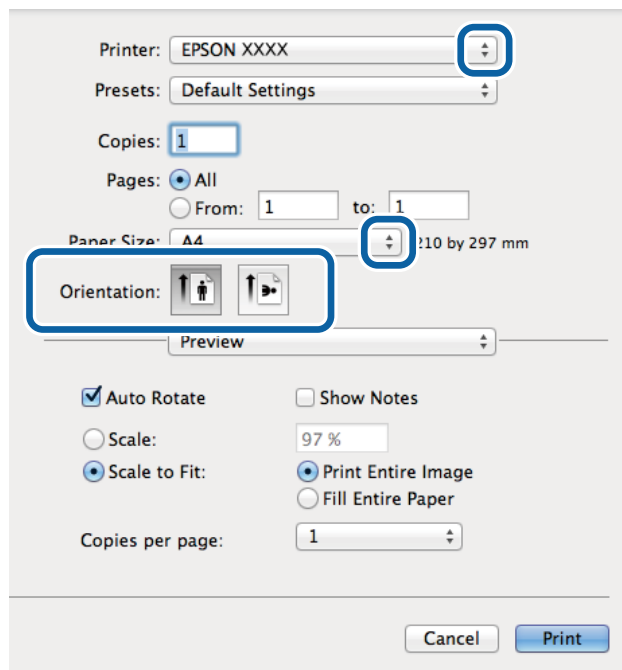 Printer: EPSON XXXX
Presets: Default Settings
Copies: 1
Pages: All
From: 1 to: 1
Paper Size: A4 210 by 297 mm
Orientation:
Preview
Auto Rotate Show Notes
Scale: 97 %
Scale to Fit: Print Entire Image
Fill Entire Paper
Copies per page: 1
Cancel Print